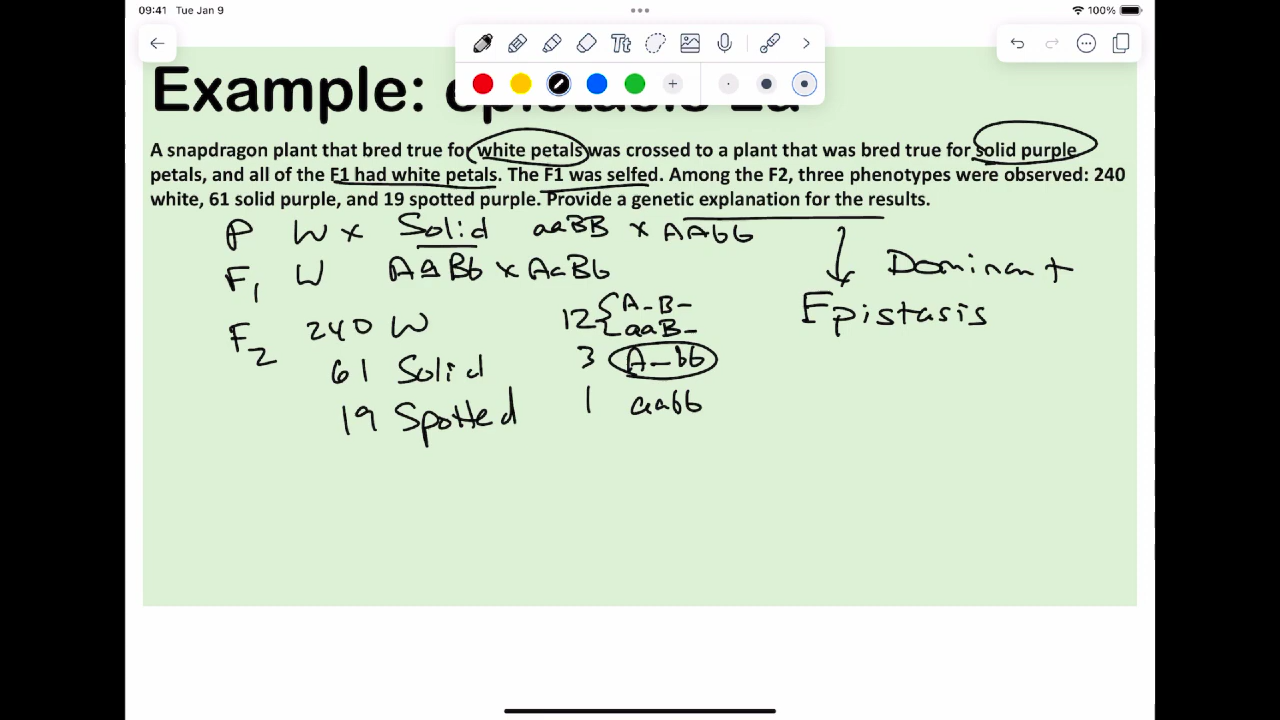 09:41 Tue Jan 9
100%
Tt
Example:
A snapdragon plant that bred true for white petals was crossed to a plant that was bred true for solid purple
petals, and all of the F1 had white petals. The F1 was selfed. Among the F2, three phenotypes were observed: 240
white, 61 solid purple, and 19 spotted purple. Provide a genetic explanation for the results.
P W x Solid aaBB x AAbb
F1 W AaBb x AaBb
Dominant
Epistasis
F2 240 W 12 { A-B-
aaB-
61 Solid 3 A-bb
19 Spotted 1 aabb